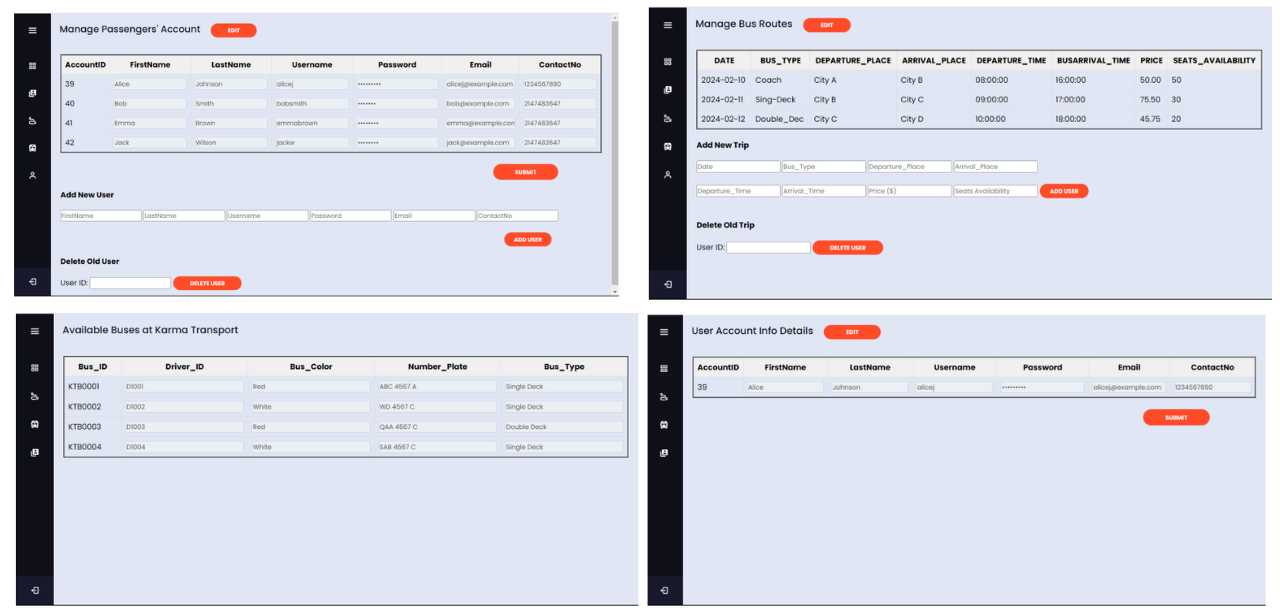 Manage Passengers' Account EDIT
AccountID FirstName LastName Username Password Email ContactNo
39 Alice Johnson alicej ••••••••• alicej@example.com 1234567890
40 Bob Smith bobsmith ••••••• bob@example.com 2147483647
41 Emma Brown emmabrown •••••••• emma@example.con 2147483647
42 Jack Wilson jackw •••••••• jack@example.com 2147483647
SUBMIT
Add New User
FirstName LastName Username Password Email ContactNo
ADD USER
Delete Old User
User ID: DELETE USER
Manage Bus Routes EDIT
DATE BUS_TYPE DEPARTURE_PLACE ARRIVAL_PLACE DEPARTURE_TIME BUSARRIVAL_TIME PRICE SEATS_AVAILABILITY
2024-02-10 Coach City A City B 08:00:00 16:00:00 50.00 50
2024-02-11 Sing-Deck City B City C 09:00:00 17:00:00 75.50 30
2024-02-12 Double_Dec City C City D 10:00:00 18:00:00 45.75 20
Add New Trip
Date Bus_Type Departure_Place Arrival_Place
Departure_Time Arrival_Time Price ($) Seats Availability ADD USER
Delete Old Trip
User ID: DELETE USER
Available Buses at Karma Transport
Bus_ID Driver_ID Bus_Color Number_Plate Bus_Type
KTB0001 D1001 Red ABC 4567 A Single Deck
KTB0002 D1002 White WD 4567 C Single Deck
KTB0003 D1003 Red QAA 4567 C Double Deck
KTB0004 D1004 White SAB 4567 C Single Deck
User Account Info Details EDIT
AccountID FirstName LastName Username Password Email ContactNo
39 Alice Johnson alicej ••••••••• alicej@example.com 1234567890
SUBMIT